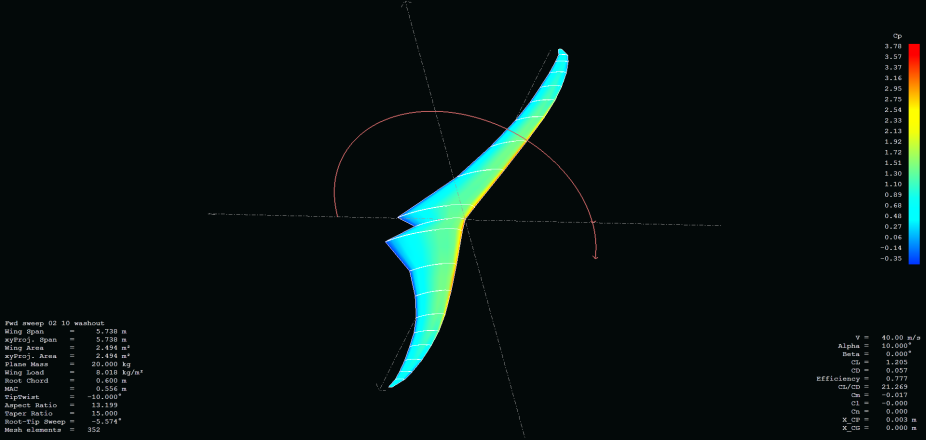 Cp
3.78
3.57
3.37
3.16
2.95
2.75
2.54
2.33
2.13
1.92
1.72
1.51
1.30
1.10
0.89
0.68
0.48
0.27
0.06
-0.14
-0.35
Fwd sweep 02 10 washout
Wing Span = 5.738 m
xyProj. Span = 5.738 m
Wing Area = 2.494 m²
xyProj. Area = 2.494 m²
Plane Mass = 20.000 kg
Wing Load = 8.018 kg/m²
Root Chord = 0.600 m
MAC = 0.556 m
TipTwist = -10.000°
Aspect Ratio = 13.199
Taper Ratio = 15.000
Root-Tip Sweep = -5.574°
Mesh elements = 352
V = 40.00 m/s
Alpha = 10.000°
Beta = 0.000°
CL = 1.205
CD = 0.057
Efficiency = 0.777
CL/CD = 21.269
Cm = -0.017
Cl = -0.000
Cn = 0.000
X_CP = 0.003 m
X_CG = 0.000 m